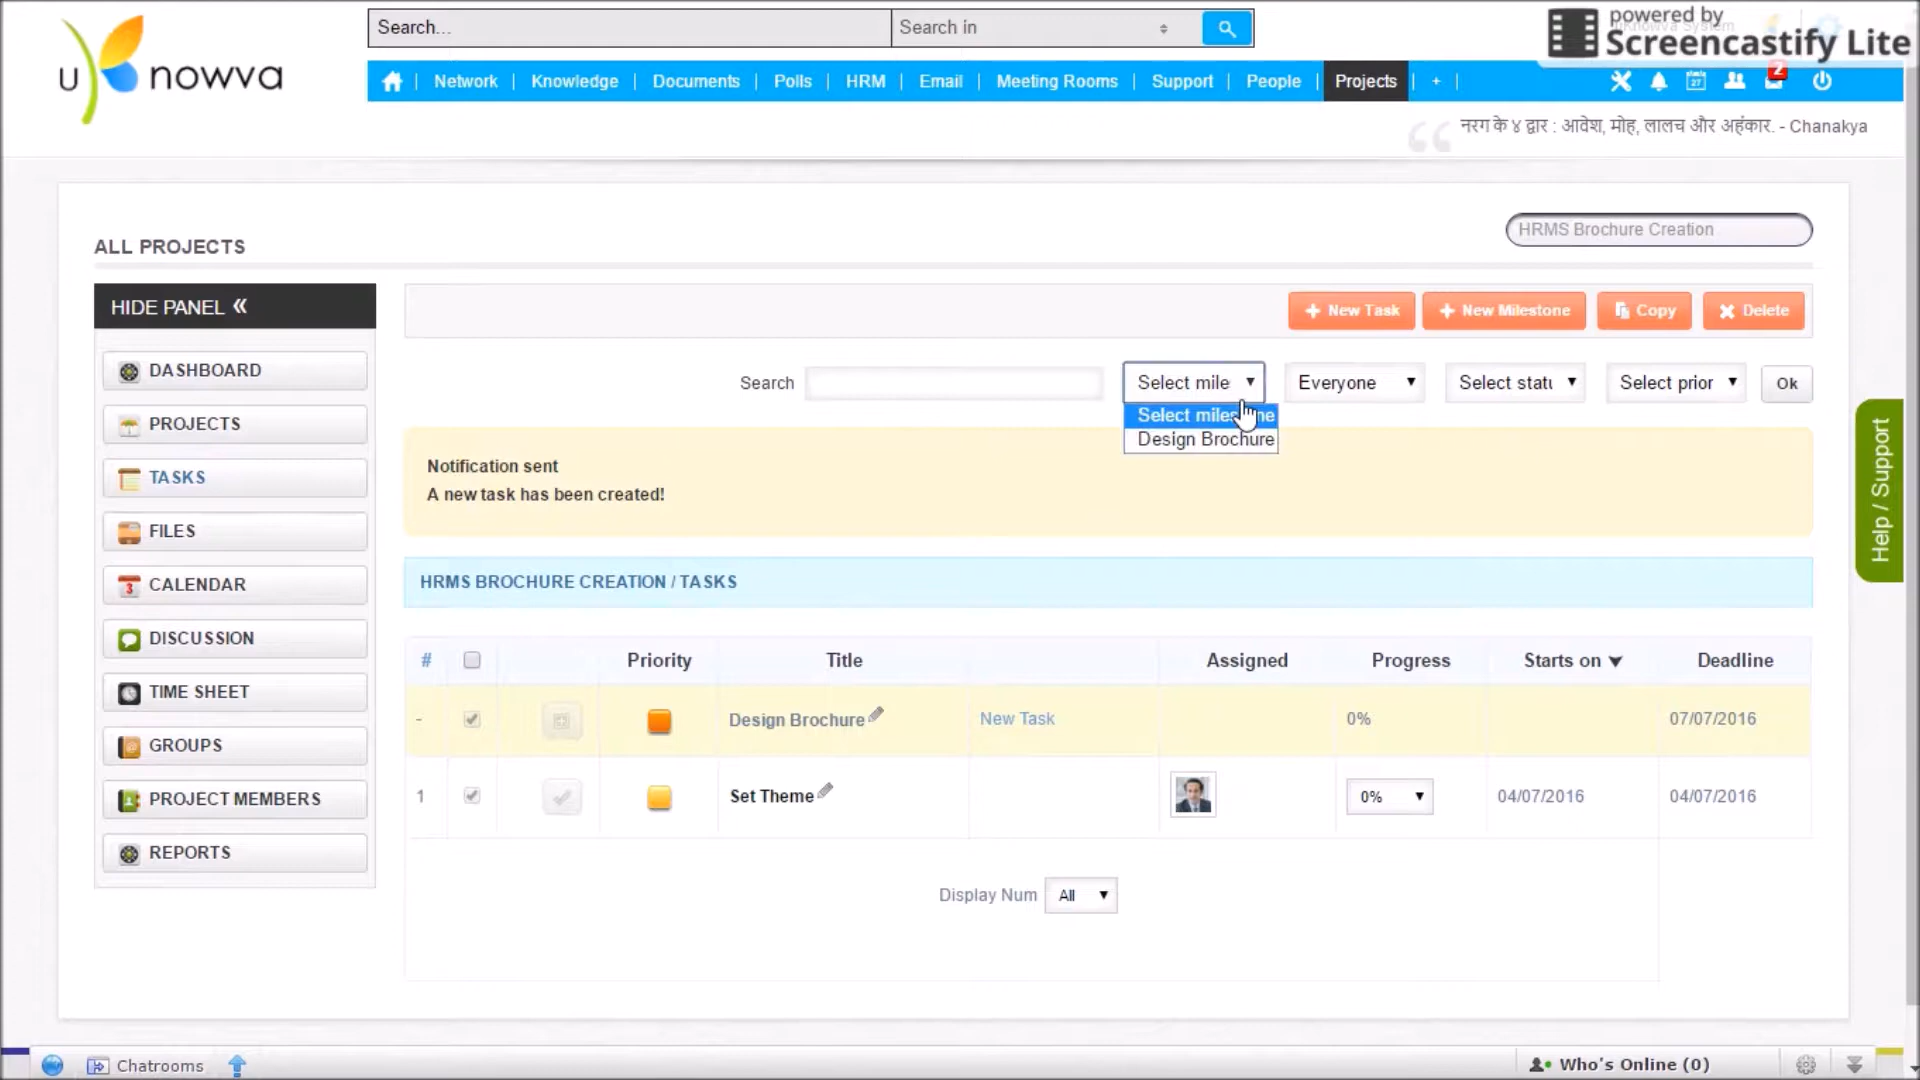 u nowva
Search...
Search in
powered by
Screencastify Lite
Network
Knowledge
Documents
Polls
HRM
Email
Meeting Rooms
Support
People
Projects
+
27
2
नरग के ४ द्वार : आवेश, मोह, लालच और अहंकार. - Chanakya
ALL PROJECTS
HRMS Brochure Creation
HIDE PANEL «
+ New Task
+ New Milestone
Copy
Delete
DASHBOARD
PROJECTS
TASKS
FILES
CALENDAR
DISCUSSION
TIME SHEET
GROUPS
PROJECT MEMBERS
REPORTS
Search
Select mile
Everyone
Select statu
Select prior
Ok
Design Brochure
Notification sent
A new task has been created!
Help / Support
HRMS BROCHURE CREATION / TASKS
# Priority Title Assigned Progress Starts on Deadline
- Design Brochure New Task 0% 07/07/2016
1 Set Theme 0% 04/07/2016 04/07/2016
Display Num All
Chatrooms
Who's Online (0)